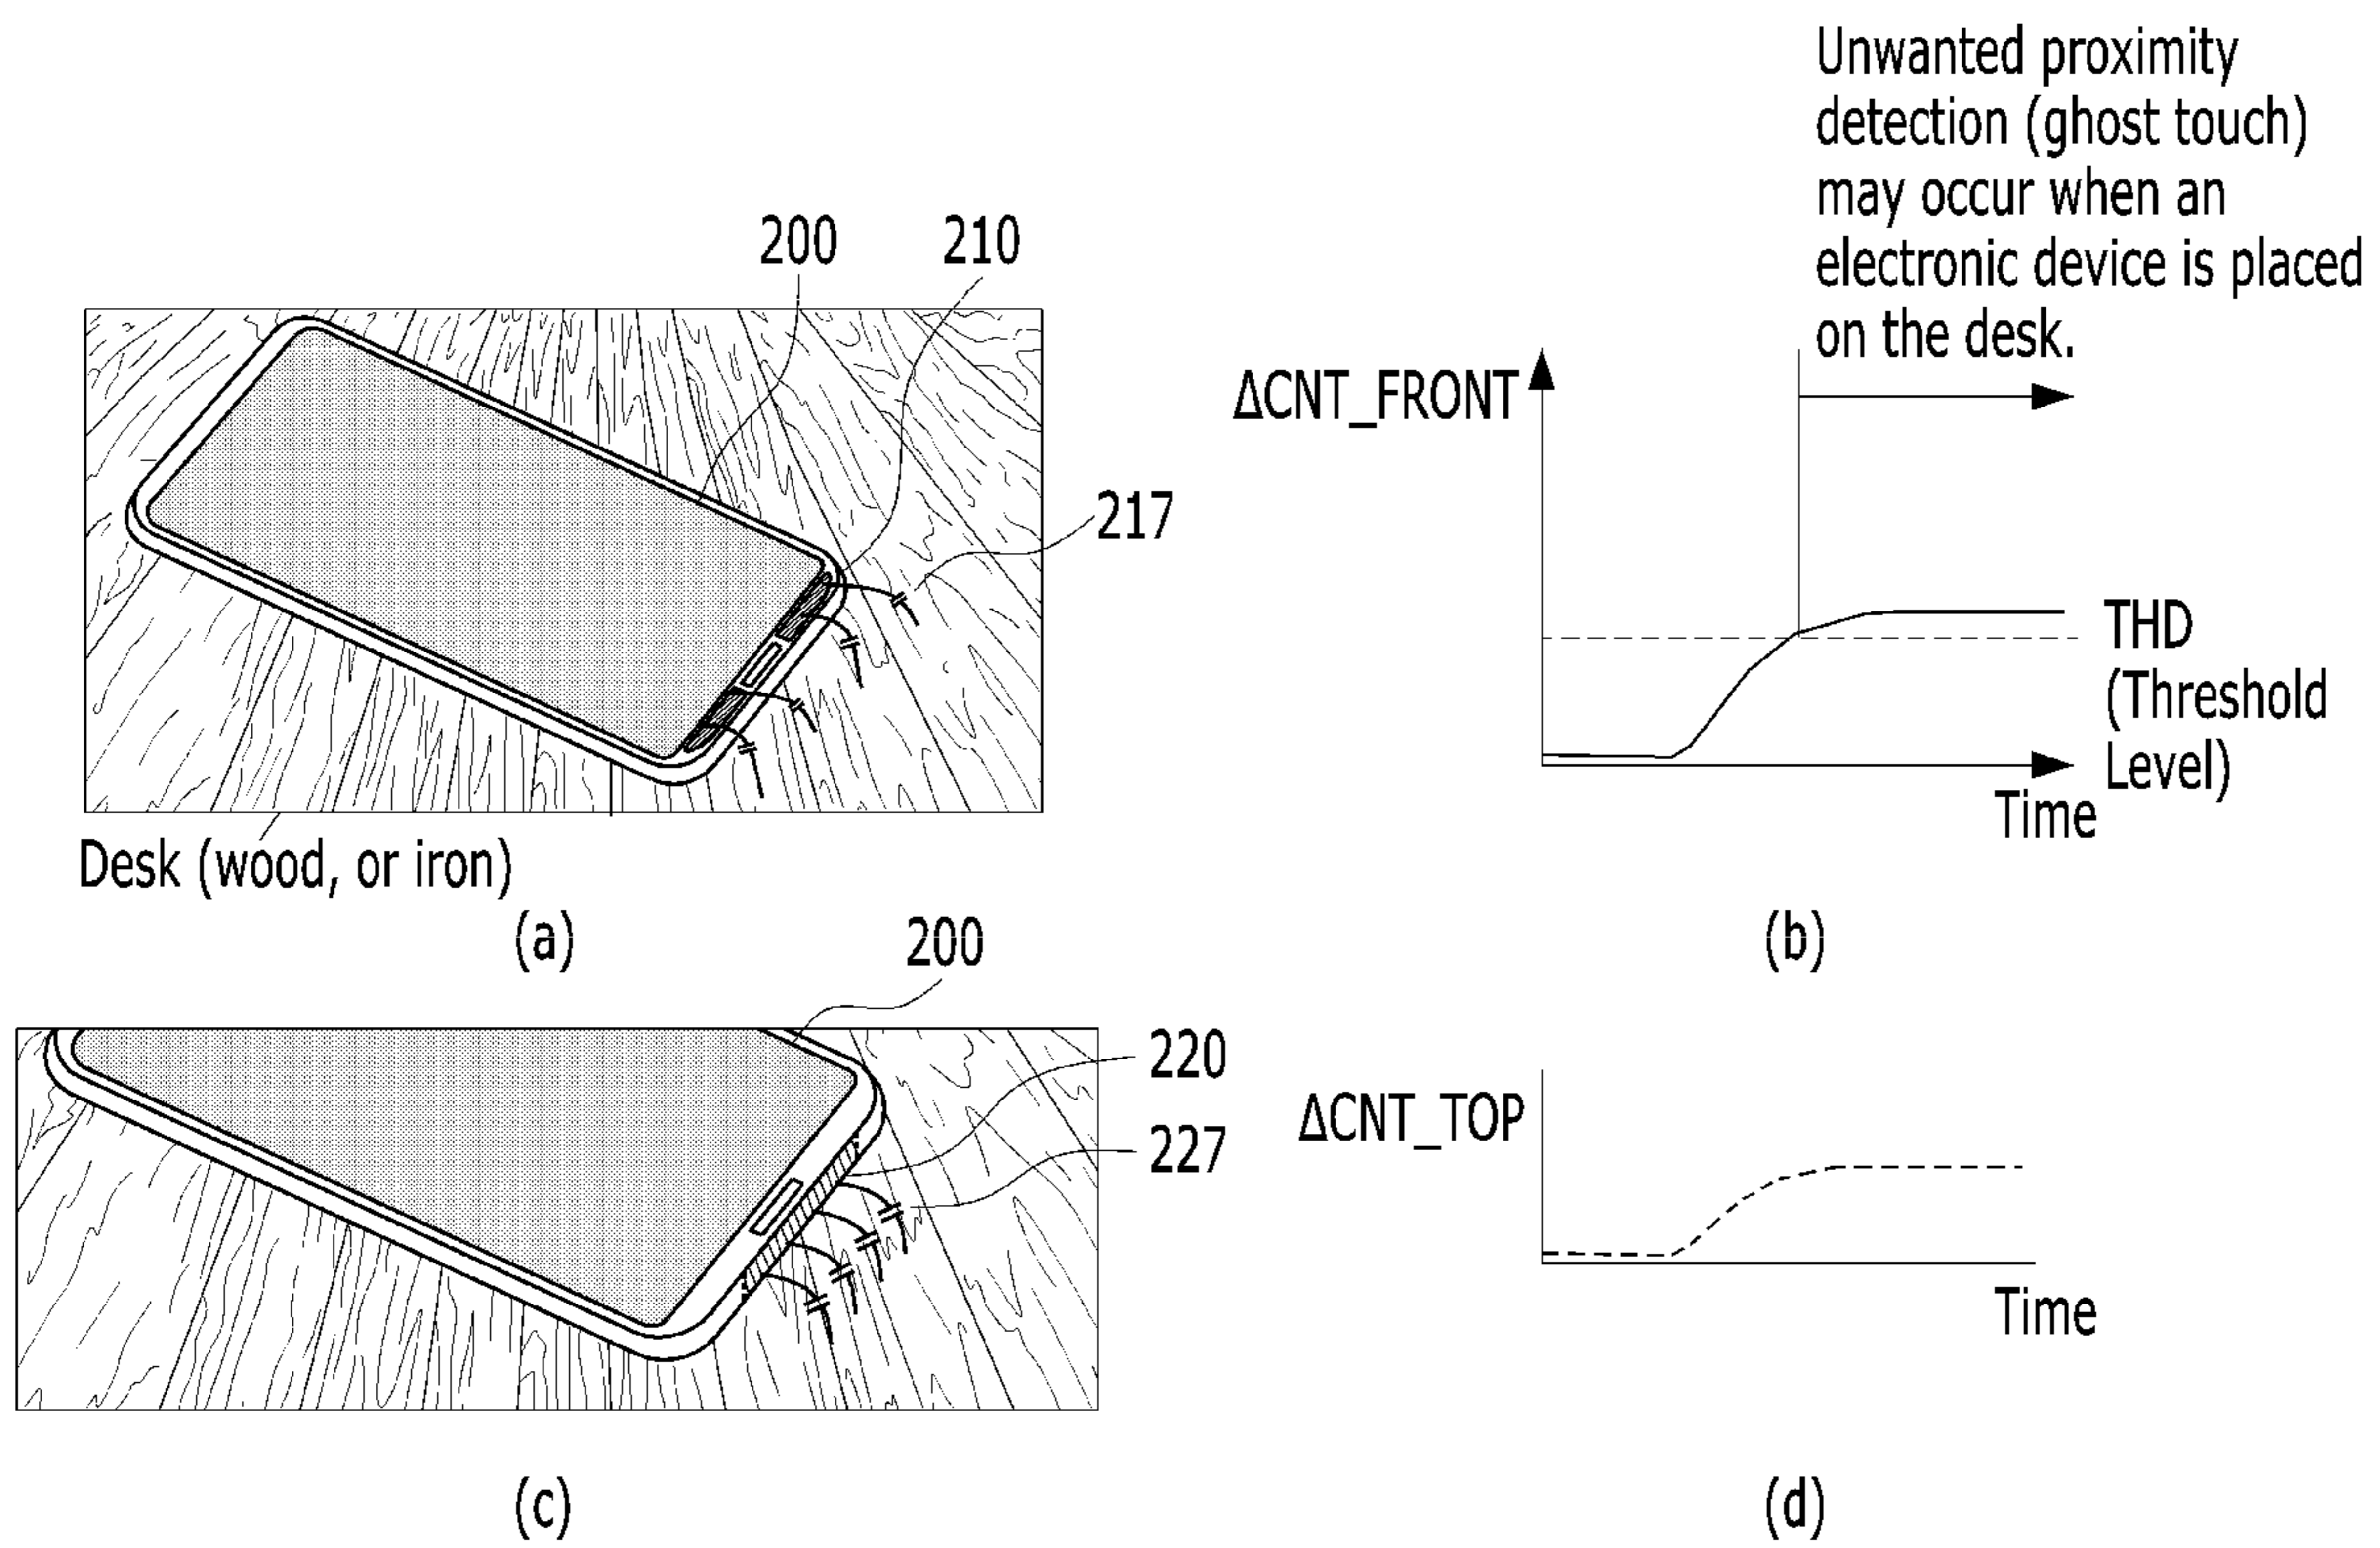 Unwanted proximity
detection (ghost touch)
may occur when an
electronic device is placed
on the desk.
200
210
217
Desk (wood, or iron)
(a)
ΔCNT_FRONT
THD
(Threshold
Level)
Time
(b)
200
220
227
(c)
ΔCNT_TOP
Time
(d)